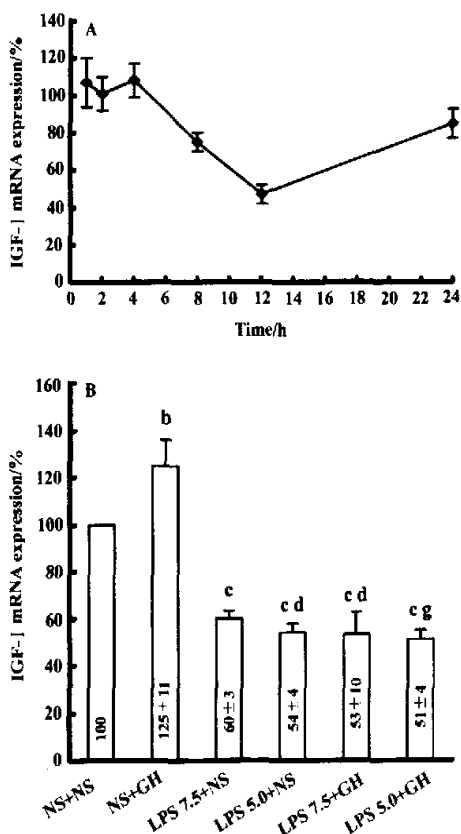 A
IGF-1 mRNA expression/%
140
120
100
80
60
40
20
0
0 2 4 6 8 10 12 14 16 18 20 22 24
Time/h
B
IGF-1 mRNA expression/%
160
140
120
100
80
60
40
20
0
b
c
c d
c d
c g
100
125 ± 11
60 ± 3
54 ± 4
53 ± 10
51 ± 4
NS+NS
NS+GH
LPS 7.5+NS
LPS 5.0+NS
LPS 7.5+GH
LPS 5.0+GH